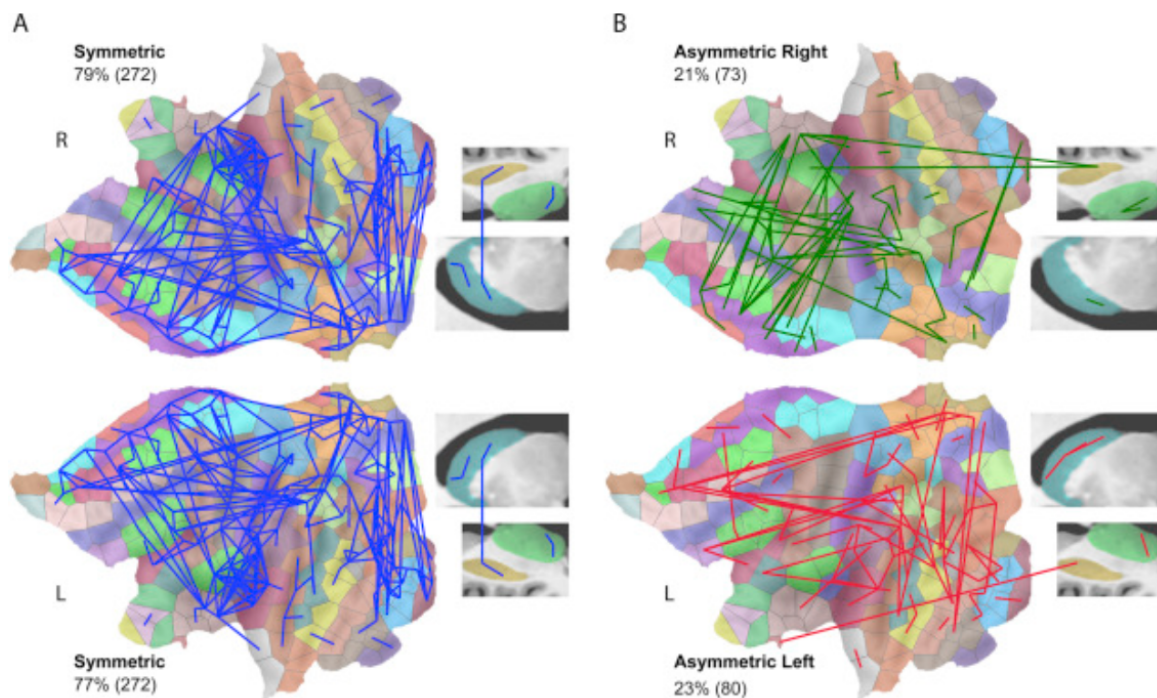 A
Symmetric
79% (272)
R
B
Asymmetric Right
21% (73)
R
L
Symmetric
77% (272)
L
Asymmetric Left
23% (80)